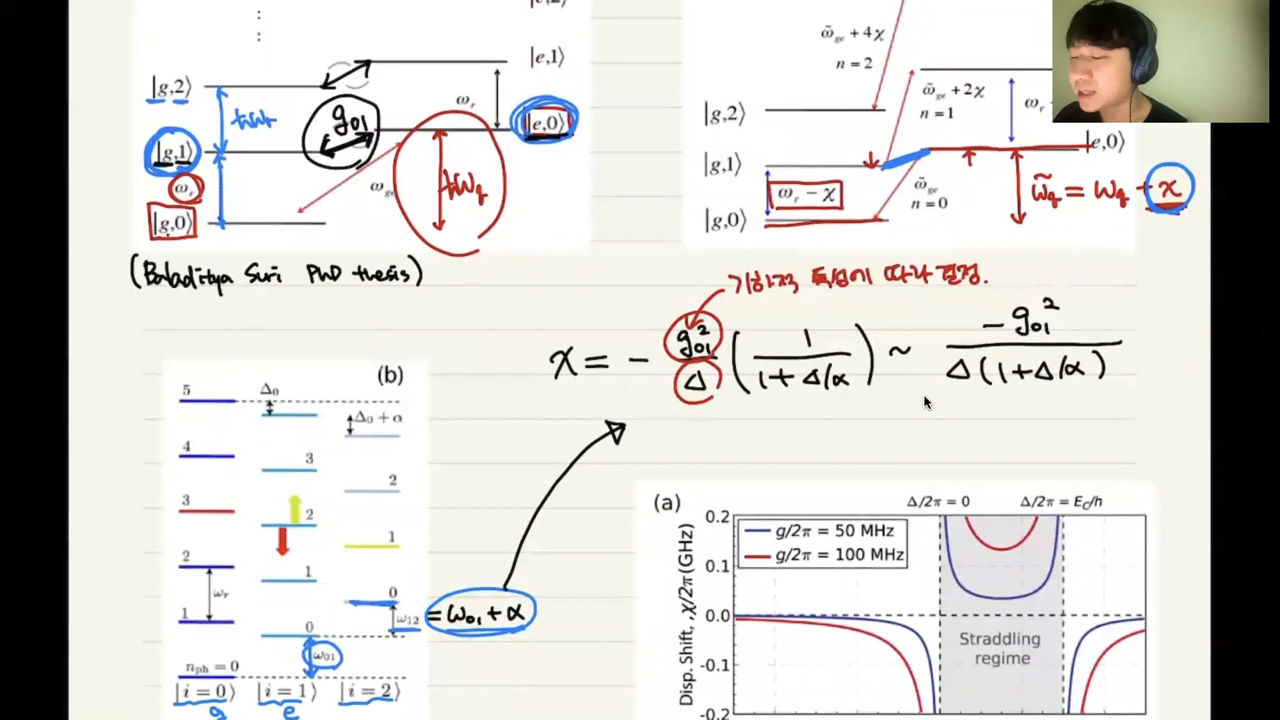 |e,2⟩
⋮
|e,1⟩
|g,2⟩
ħωr
g01
ωr
|e,0⟩
|g,1⟩
ωr
ωge
ħωq
|g,0⟩
(Baladitya Suri PhD thesis)
ω̃ge + 4χ
n = 2
ω̃ge + 2χ
n = 1
|g,2⟩
|e,0⟩
|g,1⟩
ωr − χ
ω̃ge
n = 0
ω̃q = ωq + χ
|g,0⟩
기하학적 특성에 따라 결정.
χ = − g01²/Δ (1/(1+Δ/α)) ~ −g01²/(Δ(1+Δ/α))
(b)
5 Δ0
Δ0 + α
4 3
2
3 2
1
2 1
ωr
0
1 ω12 = ω01 + α
0
ω01
nph = 0
|i = 0⟩ |i = 1⟩ |i = 2⟩
g e
(a)
Δ/2π = 0 Δ/2π = EC/h
Disp. Shift, χ/2π(GHz)
0.2
g/2π = 50 MHz
g/2π = 100 MHz
0.1
0.0
Straddling
regime
-0.1
-0.2